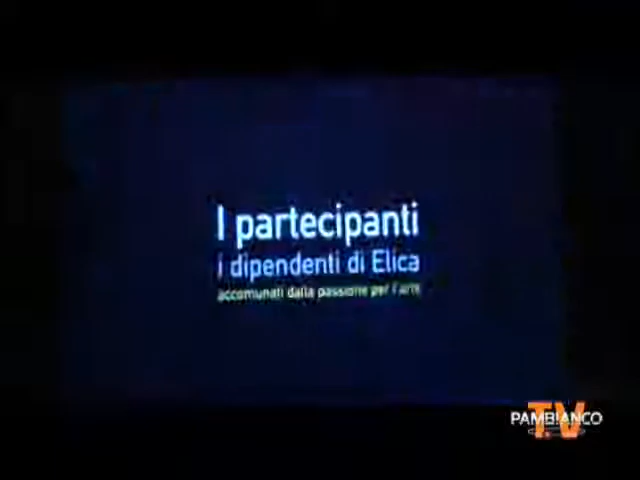 I partecipanti
i dipendenti di Elica
accomunati dalla passione per l'arte
PAMBIANCO
TV